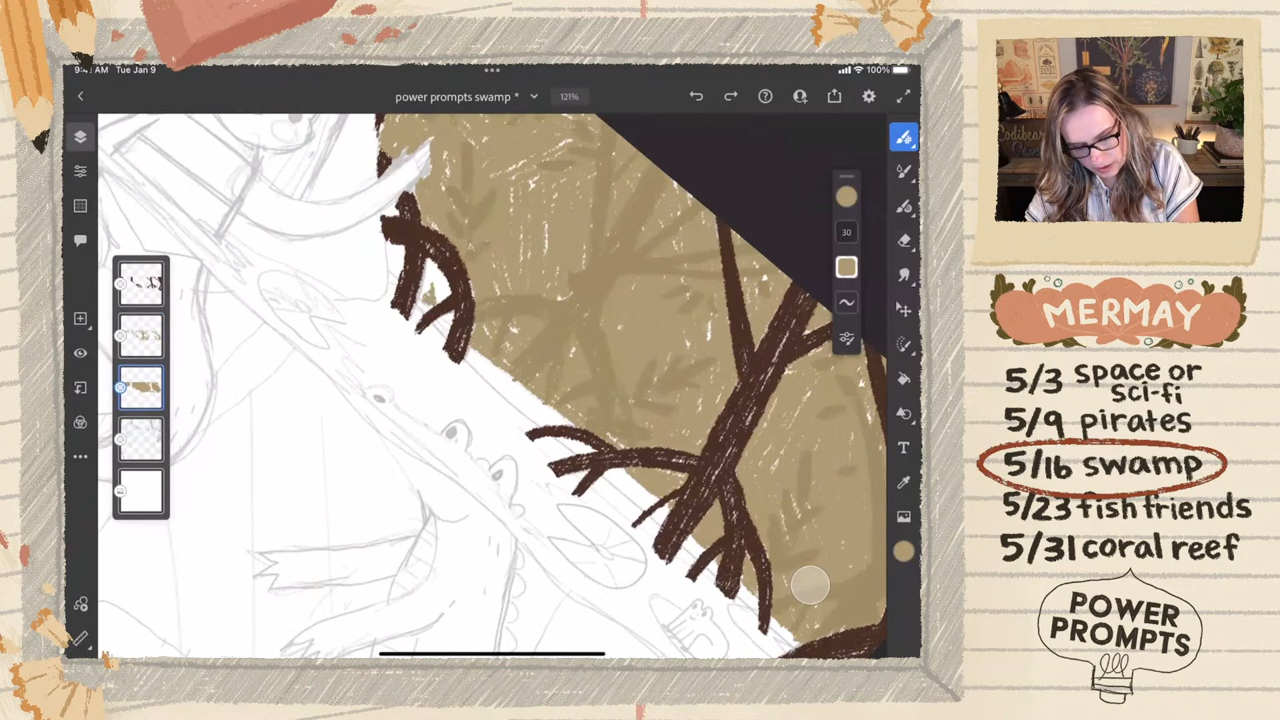 9:41 AM Tue Jan 9
100%
power prompts swamp *
121%
30
T
MERMAY
5/3 space or
sci-fi
5/9 pirates
5/16 swamp
5/23 fish friends
5/31 coral reef
POWER
PROMPTS